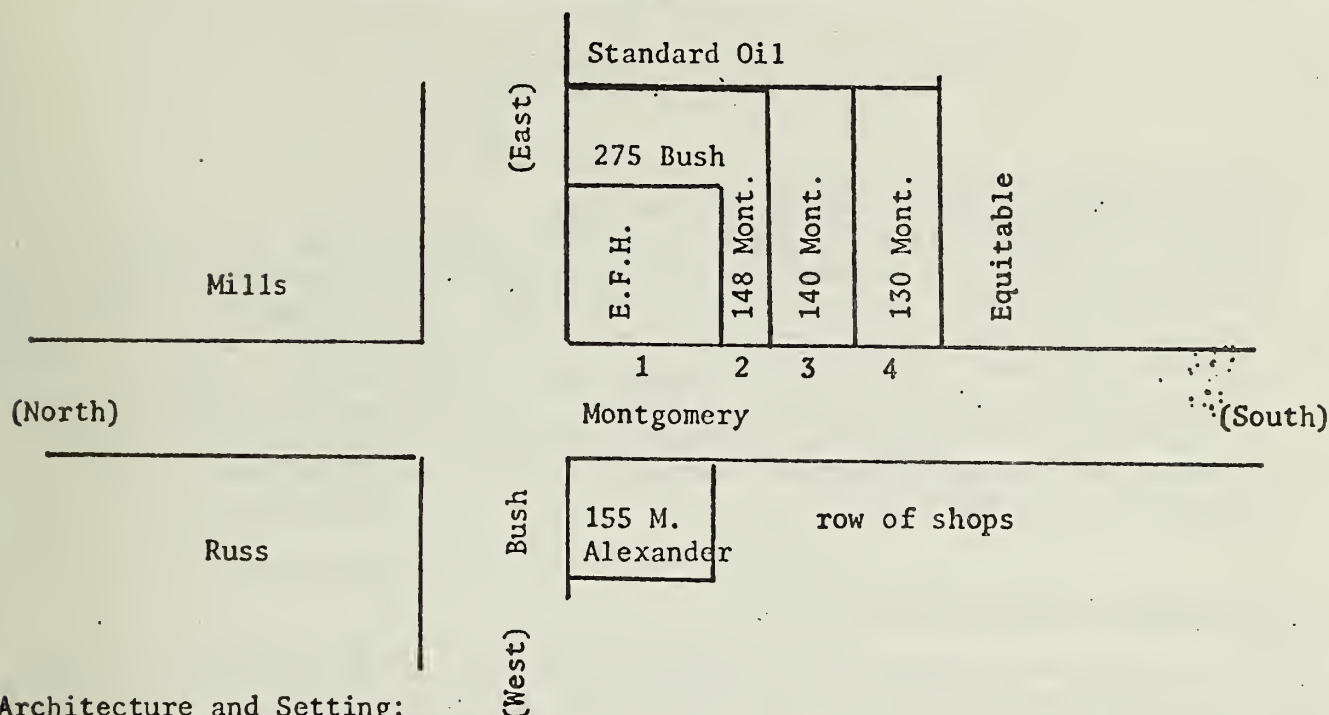 Standard Oil
(East)
275 Bush
E.F.H.
148 Mont.
140 Mont.
130 Mont.
Equitable
Mills
1 2 3 4
(North)
Montgomery
(South)
Bush
155 M.
Alexander
row of shops
Russ
(West)
Architecture and Setting: